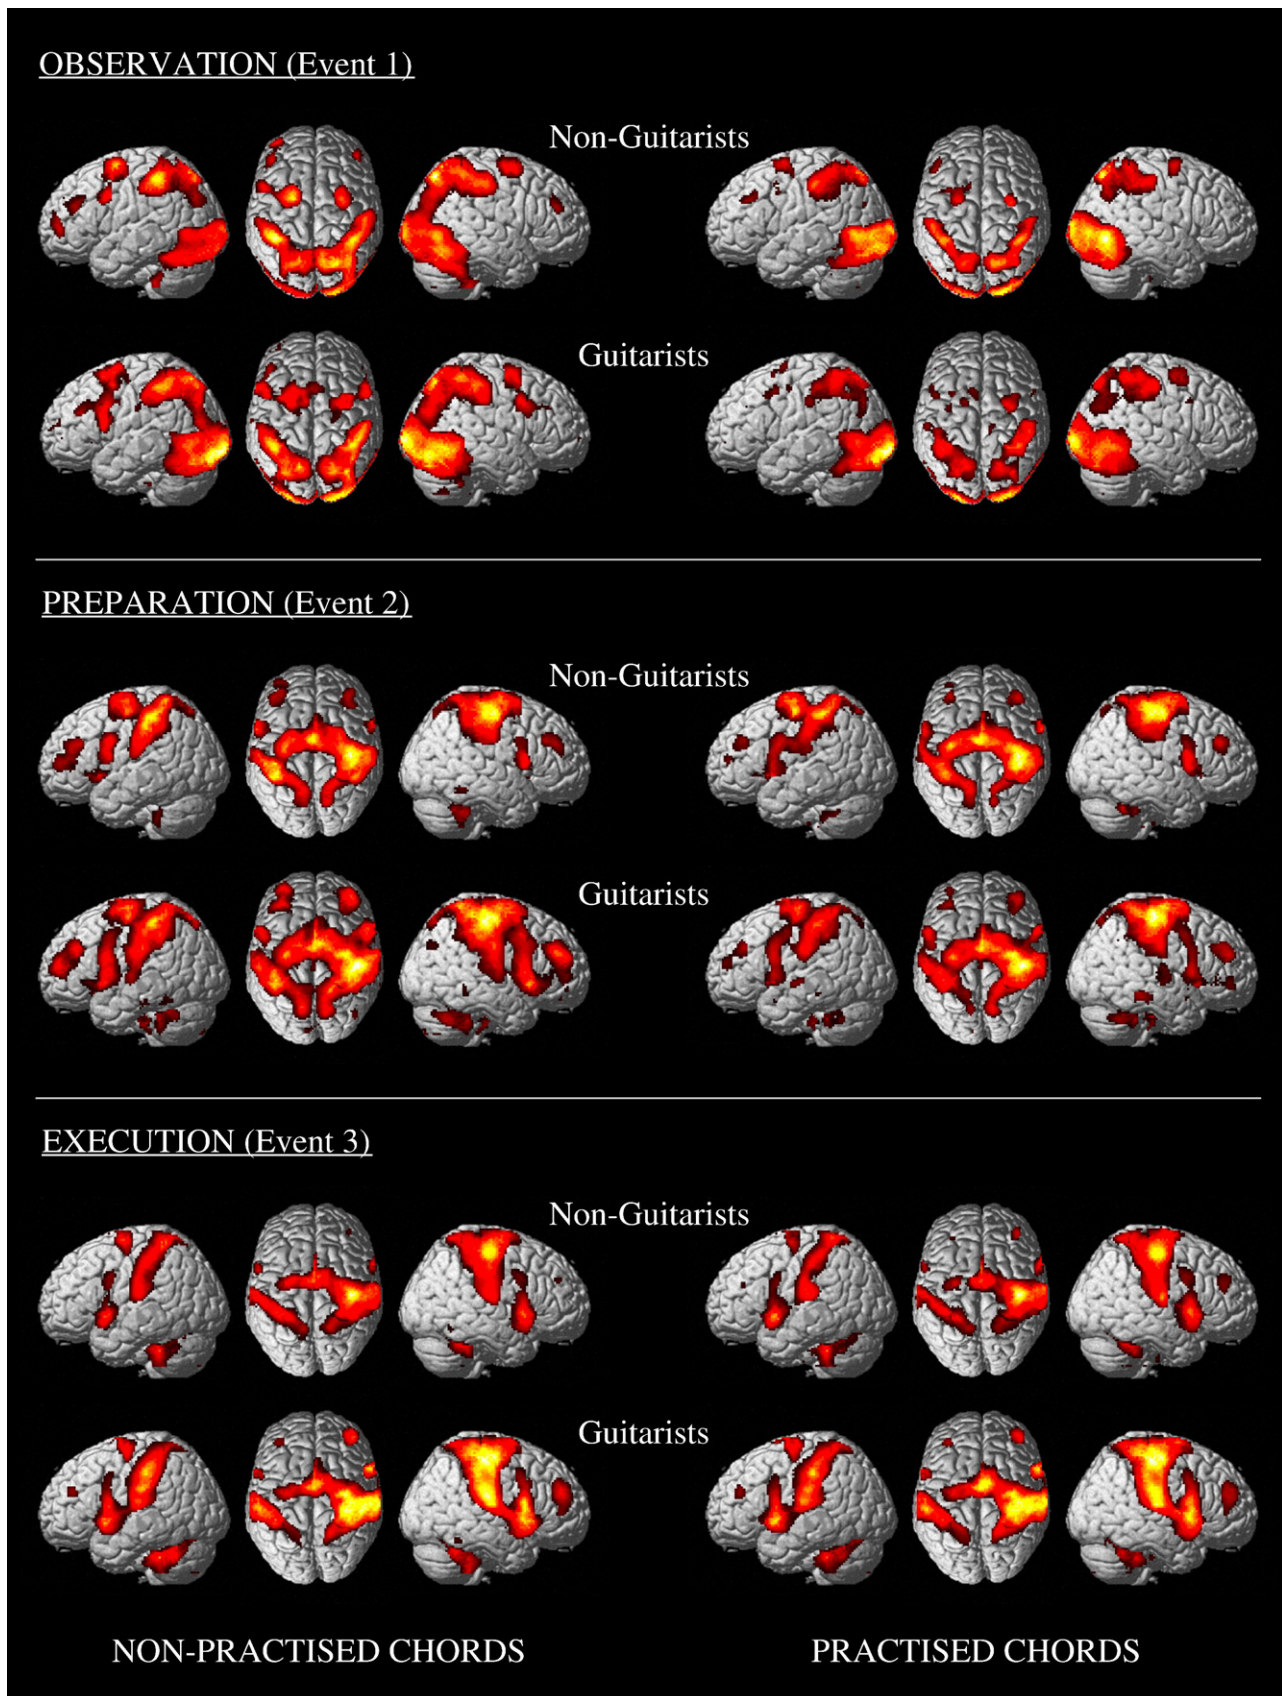 OBSERVATION (Event 1)
Non-Guitarists
Guitarists
PREPARATION (Event 2)
Non-Guitarists
Guitarists
EXECUTION (Event 3)
Non-Guitarists
Guitarists
NON-PRACTISED CHORDS
PRACTISED CHORDS